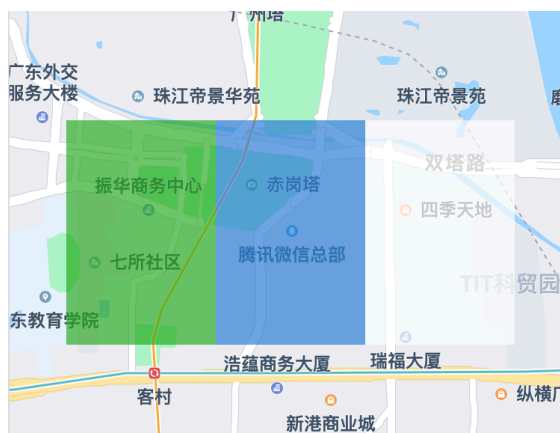 广州塔
广东外交
服务大楼
珠江帝景华苑
珠江帝景苑
双塔路
振华商务中心
赤岗塔
四季天地
腾讯微信总部
七所社区
TIT科贸园
东教育学院
浩蕴商务大厦
瑞福大厦
客村
新港商业城
纵横广